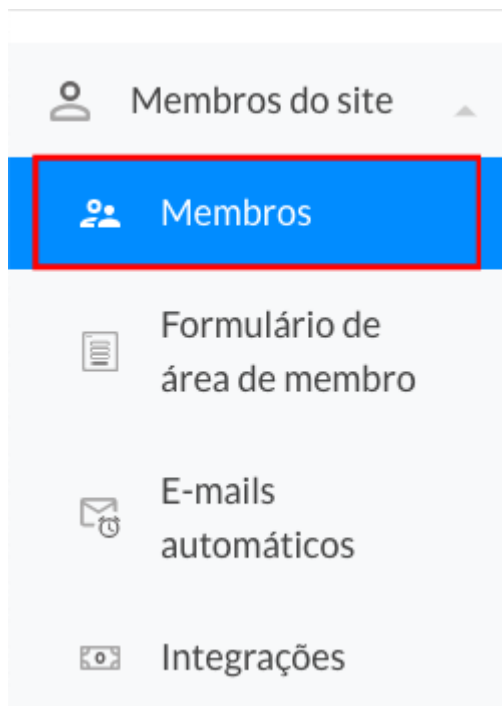 Membros do site
Membros
Formulário de
área de membro
E-mails
automáticos
Integrações